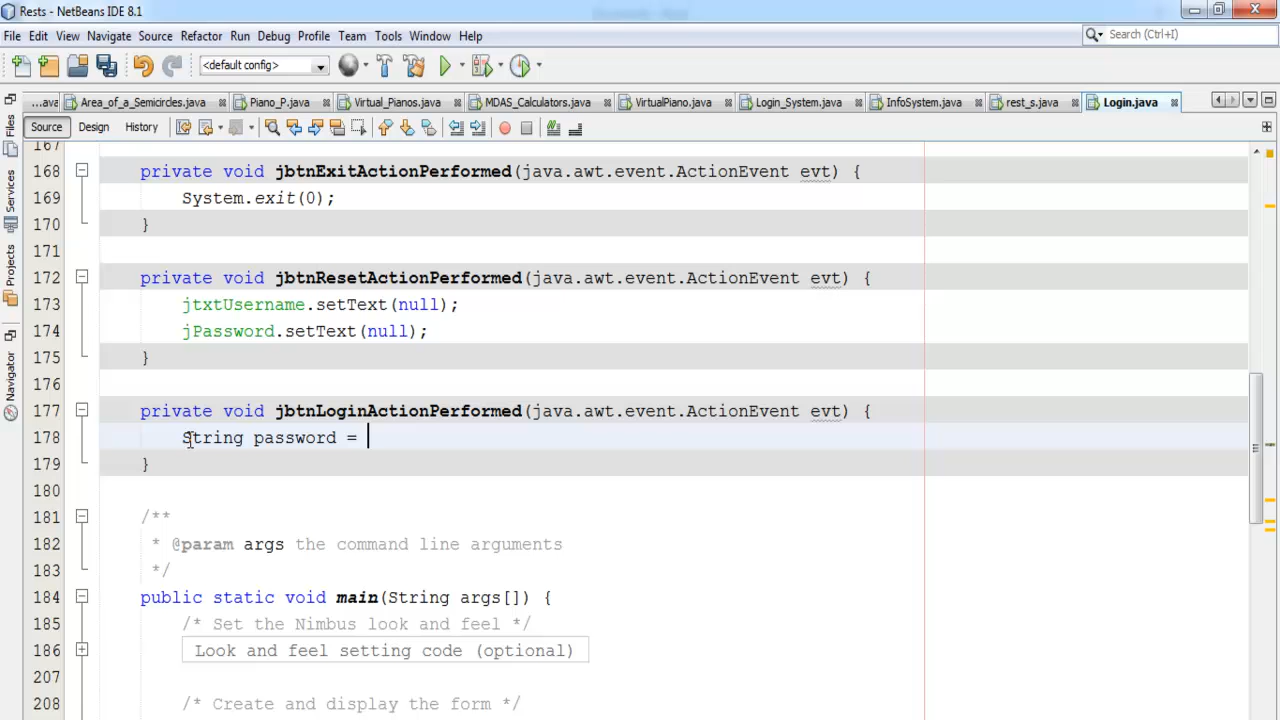 Rests - NetBeans IDE 8.1
File Edit View Navigate Source Refactor Run Debug Profile Team Tools Window Help
Search (Ctrl+I)
<default config>
...ava Area_of_a_Semicirdes.java Piano_P.java Virtual_Pianos.java MDAS_Calculators.java VirtualPiano.java Login_System.java InfoSystem.java rest_s.java Login.java
Source Design History
Files
Services
Projects
Navigator
167
168 private void jbtnExitActionPerformed(java.awt.event.ActionEvent evt) {
169 System.exit(0);
170 }
171
172 private void jbtnResetActionPerformed(java.awt.event.ActionEvent evt) {
173 jtxtUsername.setText(null);
174 jPassword.setText(null);
175 }
176
177 private void jbtnLoginActionPerformed(java.awt.event.ActionEvent evt) {
178 String password =
179 }
180
181 /**
182 * @param args the command line arguments
183 */
184 public static void main(String args[]) {
185 /* Set the Nimbus look and feel */
186 Look and feel setting code (optional)
207
208 /* Create and display the form */